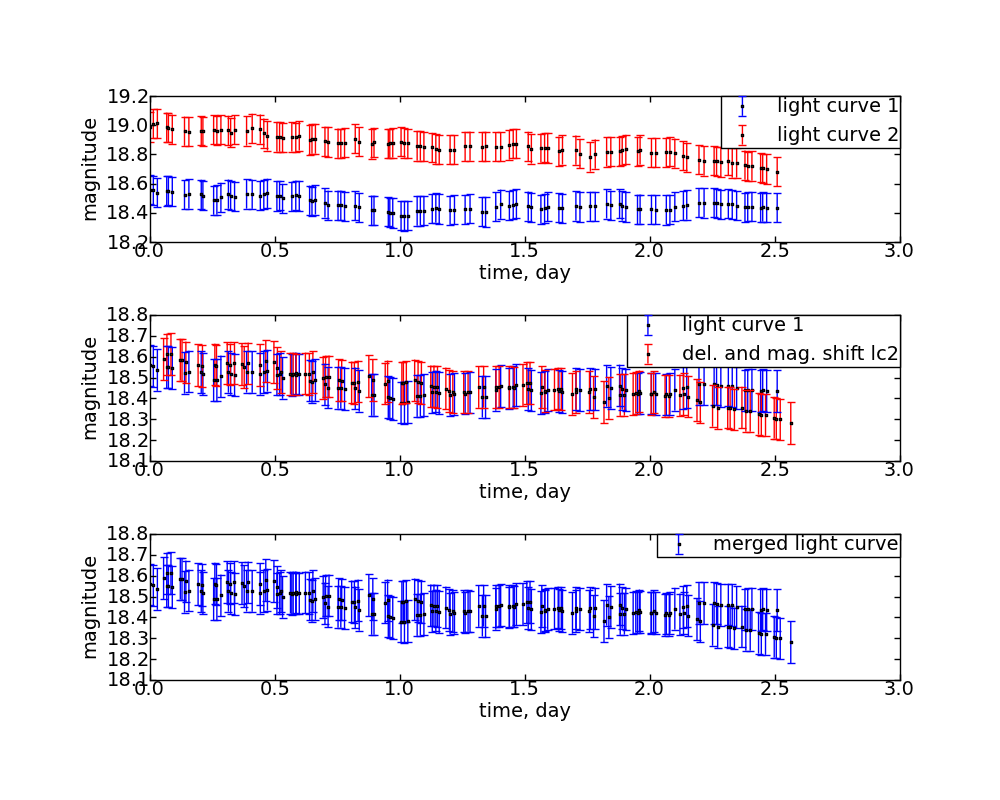 19.2
19.0
18.8
18.6
18.4
18.2
magnitude
light curve 1
light curve 2
0.0 0.5 1.0 1.5 2.0 2.5 3.0
time, day
18.8
18.7
18.6
18.5
18.4
18.3
18.2
18.1
magnitude
light curve 1
del. and mag. shift lc2
0.0 0.5 1.0 1.5 2.0 2.5 3.0
time, day
18.8
18.7
18.6
18.5
18.4
18.3
18.2
18.1
magnitude
merged light curve
0.0 0.5 1.0 1.5 2.0 2.5 3.0
time, day